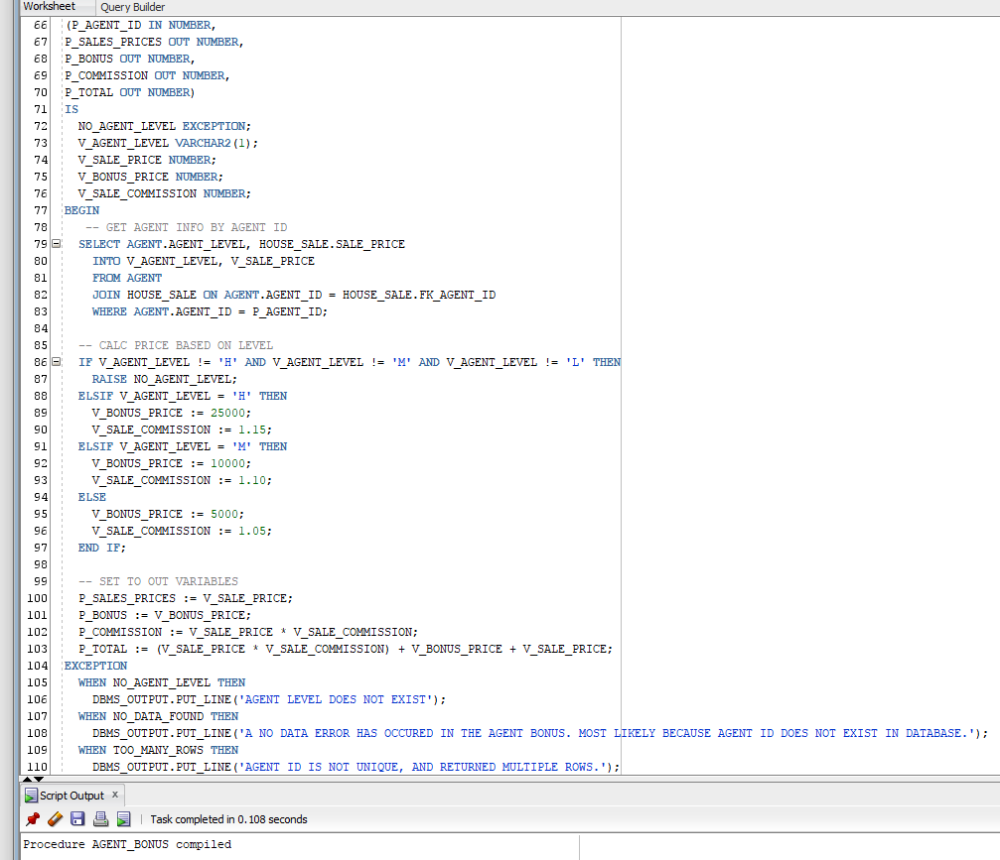 Worksheet Query Builder
66 (P_AGENT_ID IN NUMBER,
67 P_SALES_PRICES OUT NUMBER,
68 P_BONUS OUT NUMBER,
69 P_COMMISSION OUT NUMBER,
70 P_TOTAL OUT NUMBER)
71 IS
72 NO_AGENT_LEVEL EXCEPTION;
73 V_AGENT_LEVEL VARCHAR2(1);
74 V_SALE_PRICE NUMBER;
75 V_BONUS_PRICE NUMBER;
76 V_SALE_COMMISSION NUMBER;
77 BEGIN
78 -- GET AGENT INFO BY AGENT ID
79 SELECT AGENT.AGENT_LEVEL, HOUSE_SALE.SALE_PRICE
80 INTO V_AGENT_LEVEL, V_SALE_PRICE
81 FROM AGENT
82 JOIN HOUSE_SALE ON AGENT.AGENT_ID = HOUSE_SALE.FK_AGENT_ID
83 WHERE AGENT.AGENT_ID = P_AGENT_ID;
84
85 -- CALC PRICE BASED ON LEVEL
86 IF V_AGENT_LEVEL != 'H' AND V_AGENT_LEVEL != 'M' AND V_AGENT_LEVEL != 'L' THEN
87 RAISE NO_AGENT_LEVEL;
88 ELSIF V_AGENT_LEVEL = 'H' THEN
89 V_BONUS_PRICE := 25000;
90 V_SALE_COMMISSION := 1.15;
91 ELSIF V_AGENT_LEVEL = 'M' THEN
92 V_BONUS_PRICE := 10000;
93 V_SALE_COMMISSION := 1.10;
94 ELSE
95 V_BONUS_PRICE := 5000;
96 V_SALE_COMMISSION := 1.05;
97 END IF;
98
99 -- SET TO OUT VARIABLES
100 P_SALES_PRICES := V_SALE_PRICE;
101 P_BONUS := V_BONUS_PRICE;
102 P_COMMISSION := V_SALE_PRICE * V_SALE_COMMISSION;
103 P_TOTAL := (V_SALE_PRICE * V_SALE_COMMISSION) + V_BONUS_PRICE + V_SALE_PRICE;
104 EXCEPTION
105 WHEN NO_AGENT_LEVEL THEN
106 DBMS_OUTPUT.PUT_LINE('AGENT LEVEL DOES NOT EXIST');
107 WHEN NO_DATA_FOUND THEN
108 DBMS_OUTPUT.PUT_LINE('A NO DATA ERROR HAS OCCURED IN THE AGENT BONUS. MOST LIKELY BECAUSE AGENT ID DOES NOT EXIST IN DATABASE.');
109 WHEN TOO_MANY_ROWS THEN
110 DBMS_OUTPUT.PUT_LINE('AGENT ID IS NOT UNIQUE, AND RETURNED MULTIPLE ROWS.');
Script Output x
Task completed in 0.108 seconds
Procedure AGENT_BONUS compiled